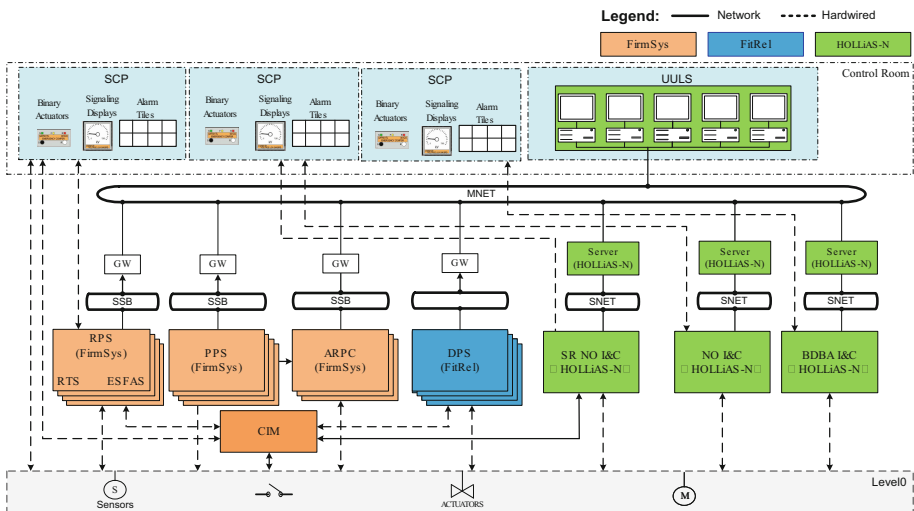 Legend: Network Hardwired
FirmSys FitRel HOLLiAS-N
Control Room
SCP SCP SCP UULS
Binary Actuators Signaling Displays Alarm Tiles
Binary Actuators Signaling Displays Alarm Tiles
Binary Actuators Signaling Displays Alarm Tiles
MNET
GW GW GW GW
Server (HOLLiAS-N) Server (HOLLiAS-N) Server (HOLLiAS-N)
SSB SSB SSB SNET SNET SNET
RPS (FirmSys)
RTS ESFAS
PPS (FirmSys)
ARPC (FirmSys)
DPS (FitRel)
SR NO I&C HOLLiAS-N
NO I&C HOLLiAS-N
BDBA I&C HOLLiAS-N
CIM
Level0
S
Sensors
ACTUATORS
M